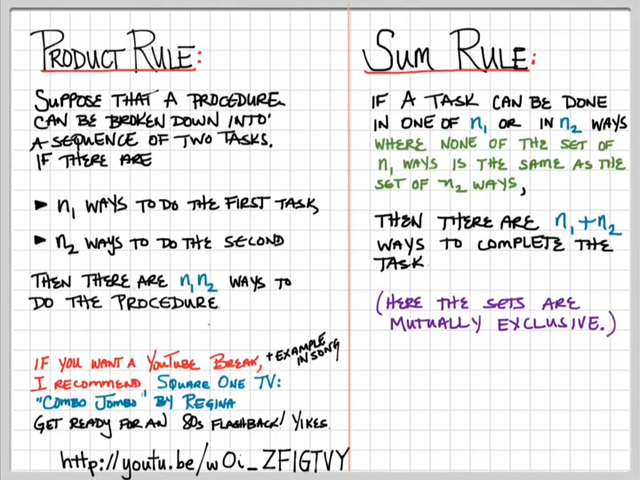 PRODUCT RULE:
SUPPOSE THAT A PROCEDURE
CAN BE BROKEN DOWN INTO
A SEQUENCE OF TWO TASKS.
IF THERE ARE
► n₁ WAYS TO DO THE FIRST TASK,
► n₂ WAYS TO DO THE SECOND
THEN THERE ARE n₁n₂ WAYS TO
DO THE PROCEDURE
IF YOU WANT A YOUTUBE BREAK,
+ EXAMPLE
IN SONG
I RECOMMEND SQUARE ONE TV:
"COMBO JOMBO" BY REGINA
GET READY FOR AN 80s FLASHBACK! YIKES.
http://youtu.be/wOi_ZFIGTVY
SUM RULE:
IF A TASK CAN BE DONE
IN ONE OF n₁ OR IN n₂ WAYS
WHERE NONE OF THE SET OF
n₁ WAYS IS THE SAME AS THE
SET OF n₂ WAYS,
THEN THERE ARE n₁+n₂
WAYS TO COMPLETE THE
TASK
(HERE THE SETS ARE
MUTUALLY EXCLUSIVE.)